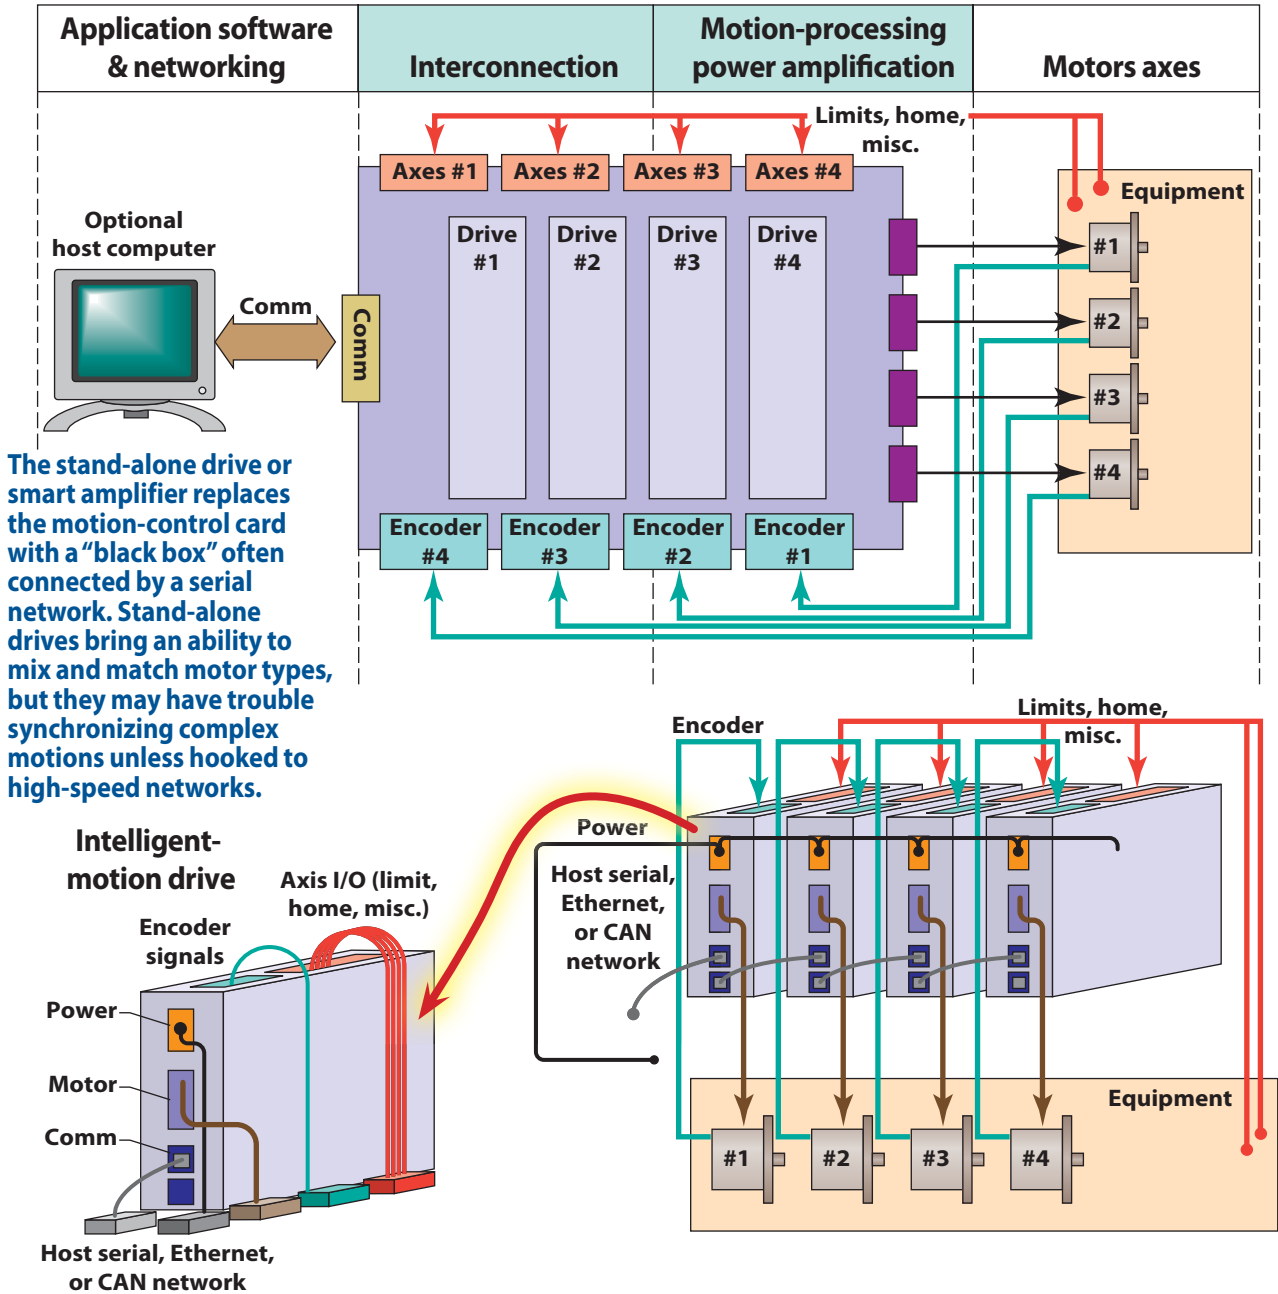 Application software
& networking
Interconnection
Motion-processing
power amplification
Motors axes
Limits, home,
misc.
Axes #1
Axes #2
Axes #3
Axes #4
Equipment
Optional
host computer
Comm
Comm
Drive
#1
Drive
#2
Drive
#3
Drive
#4
#1
#2
#3
#4
Encoder
#4
Encoder
#3
Encoder
#2
Encoder
#1
The stand-alone drive or
smart amplifier replaces
the motion-control card
with a “black box” often
connected by a serial
network. Stand-alone
drives bring an ability to
mix and match motor types,
but they may have trouble
synchronizing complex
motions unless hooked to
high-speed networks.
Encoder
Limits, home,
misc.
Power
Host serial,
Ethernet,
or CAN
network
Equipment
#1
#2
#3
#4
Intelligent-
motion drive
Axis I/O (limit,
home, misc.)
Encoder
signals
Power
Motor
Comm
Host serial, Ethernet,
or CAN network